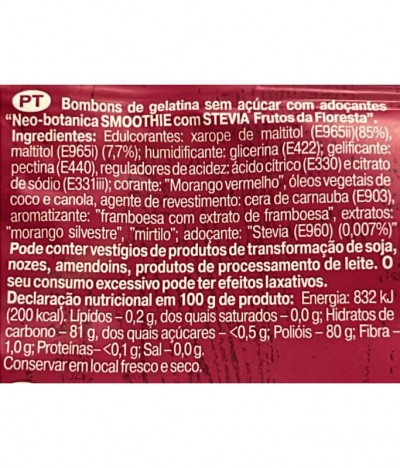 PT Bombons de gelatina sem açúcar com adoçantes
"Neo-botanica SMOOTHIE com STEVIA Frutos da Floresta".
Ingredientes: Edulcorantes: xarope de maltitol (E965ii)(85%),
maltitol (E965i) (7,7%); humidificante: glicerina (E422); gelificante:
pectina (E440), reguladores de acidez: ácido cítrico (E330) e citrato
de sódio (E331iii); corante: "Morango vermelho", óleos vegetais de
coco e canola, agente de revestimento: cera de carnauba (E903),
aromatizante: "framboesa com extrato de framboesa", extratos:
"morango silvestre", "mirtilo"; adoçante: "Stevia (E960) (0,007%)"
Pode conter vestígios de produtos de transformação de soja,
nozes, amendoins, produtos de processamento de leite. O
seu consumo excessivo pode ter efeitos laxativos.
Declaração nutricional em 100 g de produto: Energia: 832 kJ
(200 kcal). Lípidos – 0,2 g, dos quais saturados – 0,0 g; Hidratos de
carbono – 81 g, dos quais açúcares – <0,5 g; Polióis – 80 g; Fibra –
1,0 g; Proteínas – <0,1 g; Sal – 0,0 g.
Conservar em local fresco e seco.